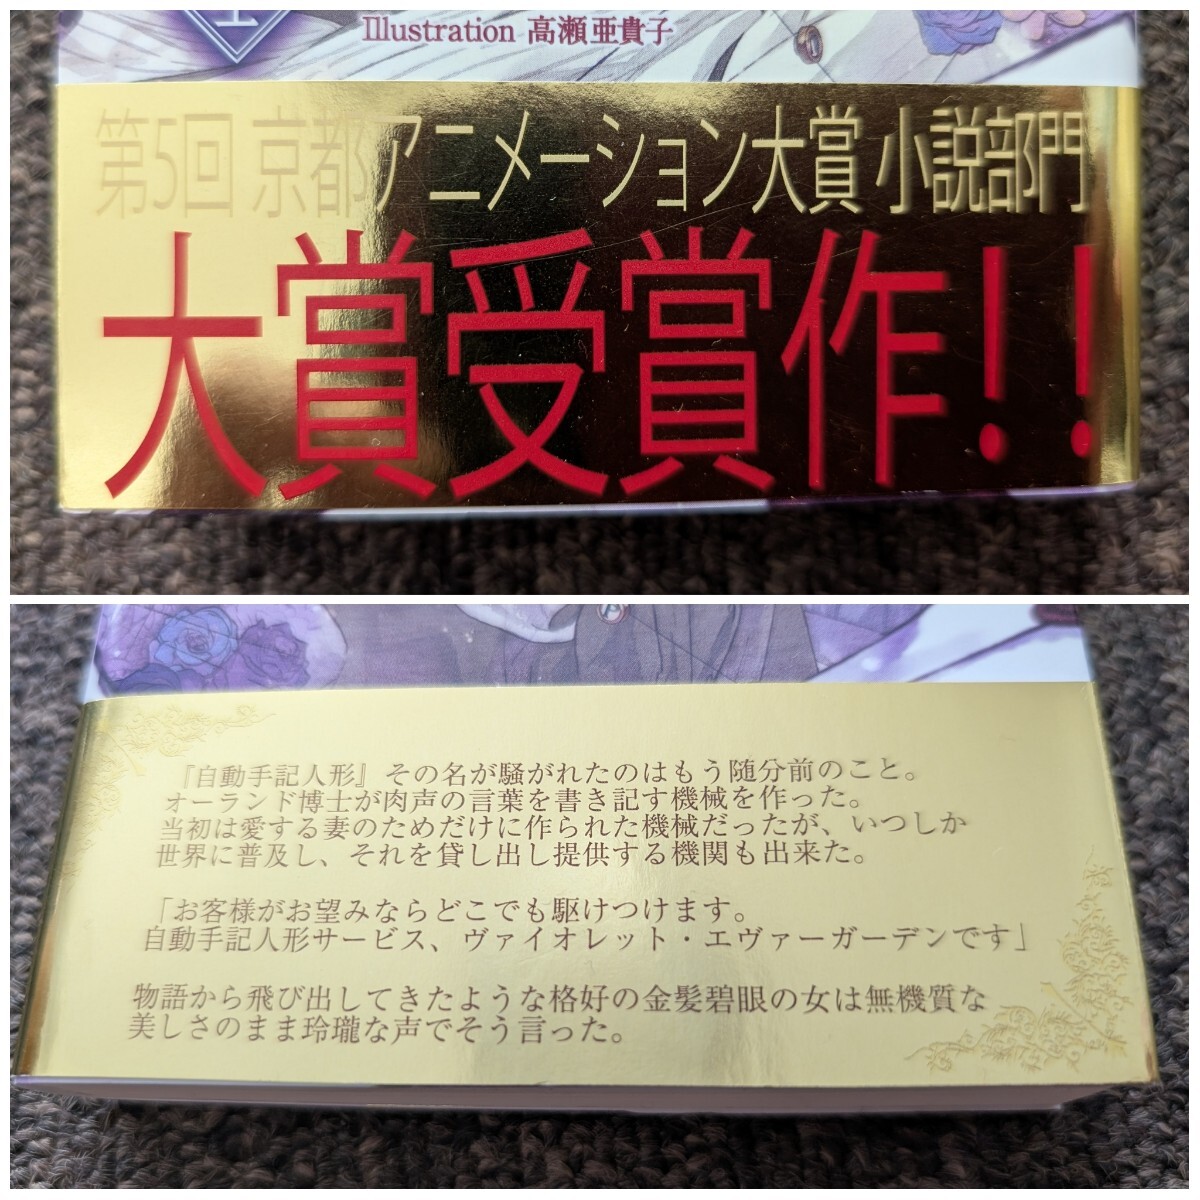 Illustration 高瀬亜貴子
第5回 京都アニメーション大賞 小説部門
大賞受賞作!!
『自動手記人形』その名が騒がれたのはもう随分前のこと。
オーランド博士が肉声の言葉を書き記す機械を作った。
当初は愛する妻のためだけに作られた機械だったが、いつしか
世界に普及し、それを貸し出し提供する機関も出来た。
「お客様がお望みならどこでも駆けつけます。
自動手記人形サービス、ヴァイオレット・エヴァーガーデンです」
物語から飛び出してきたような格好の金髪碧眼の女は無機質な
美しさのまま玲瓏な声でそう言った。